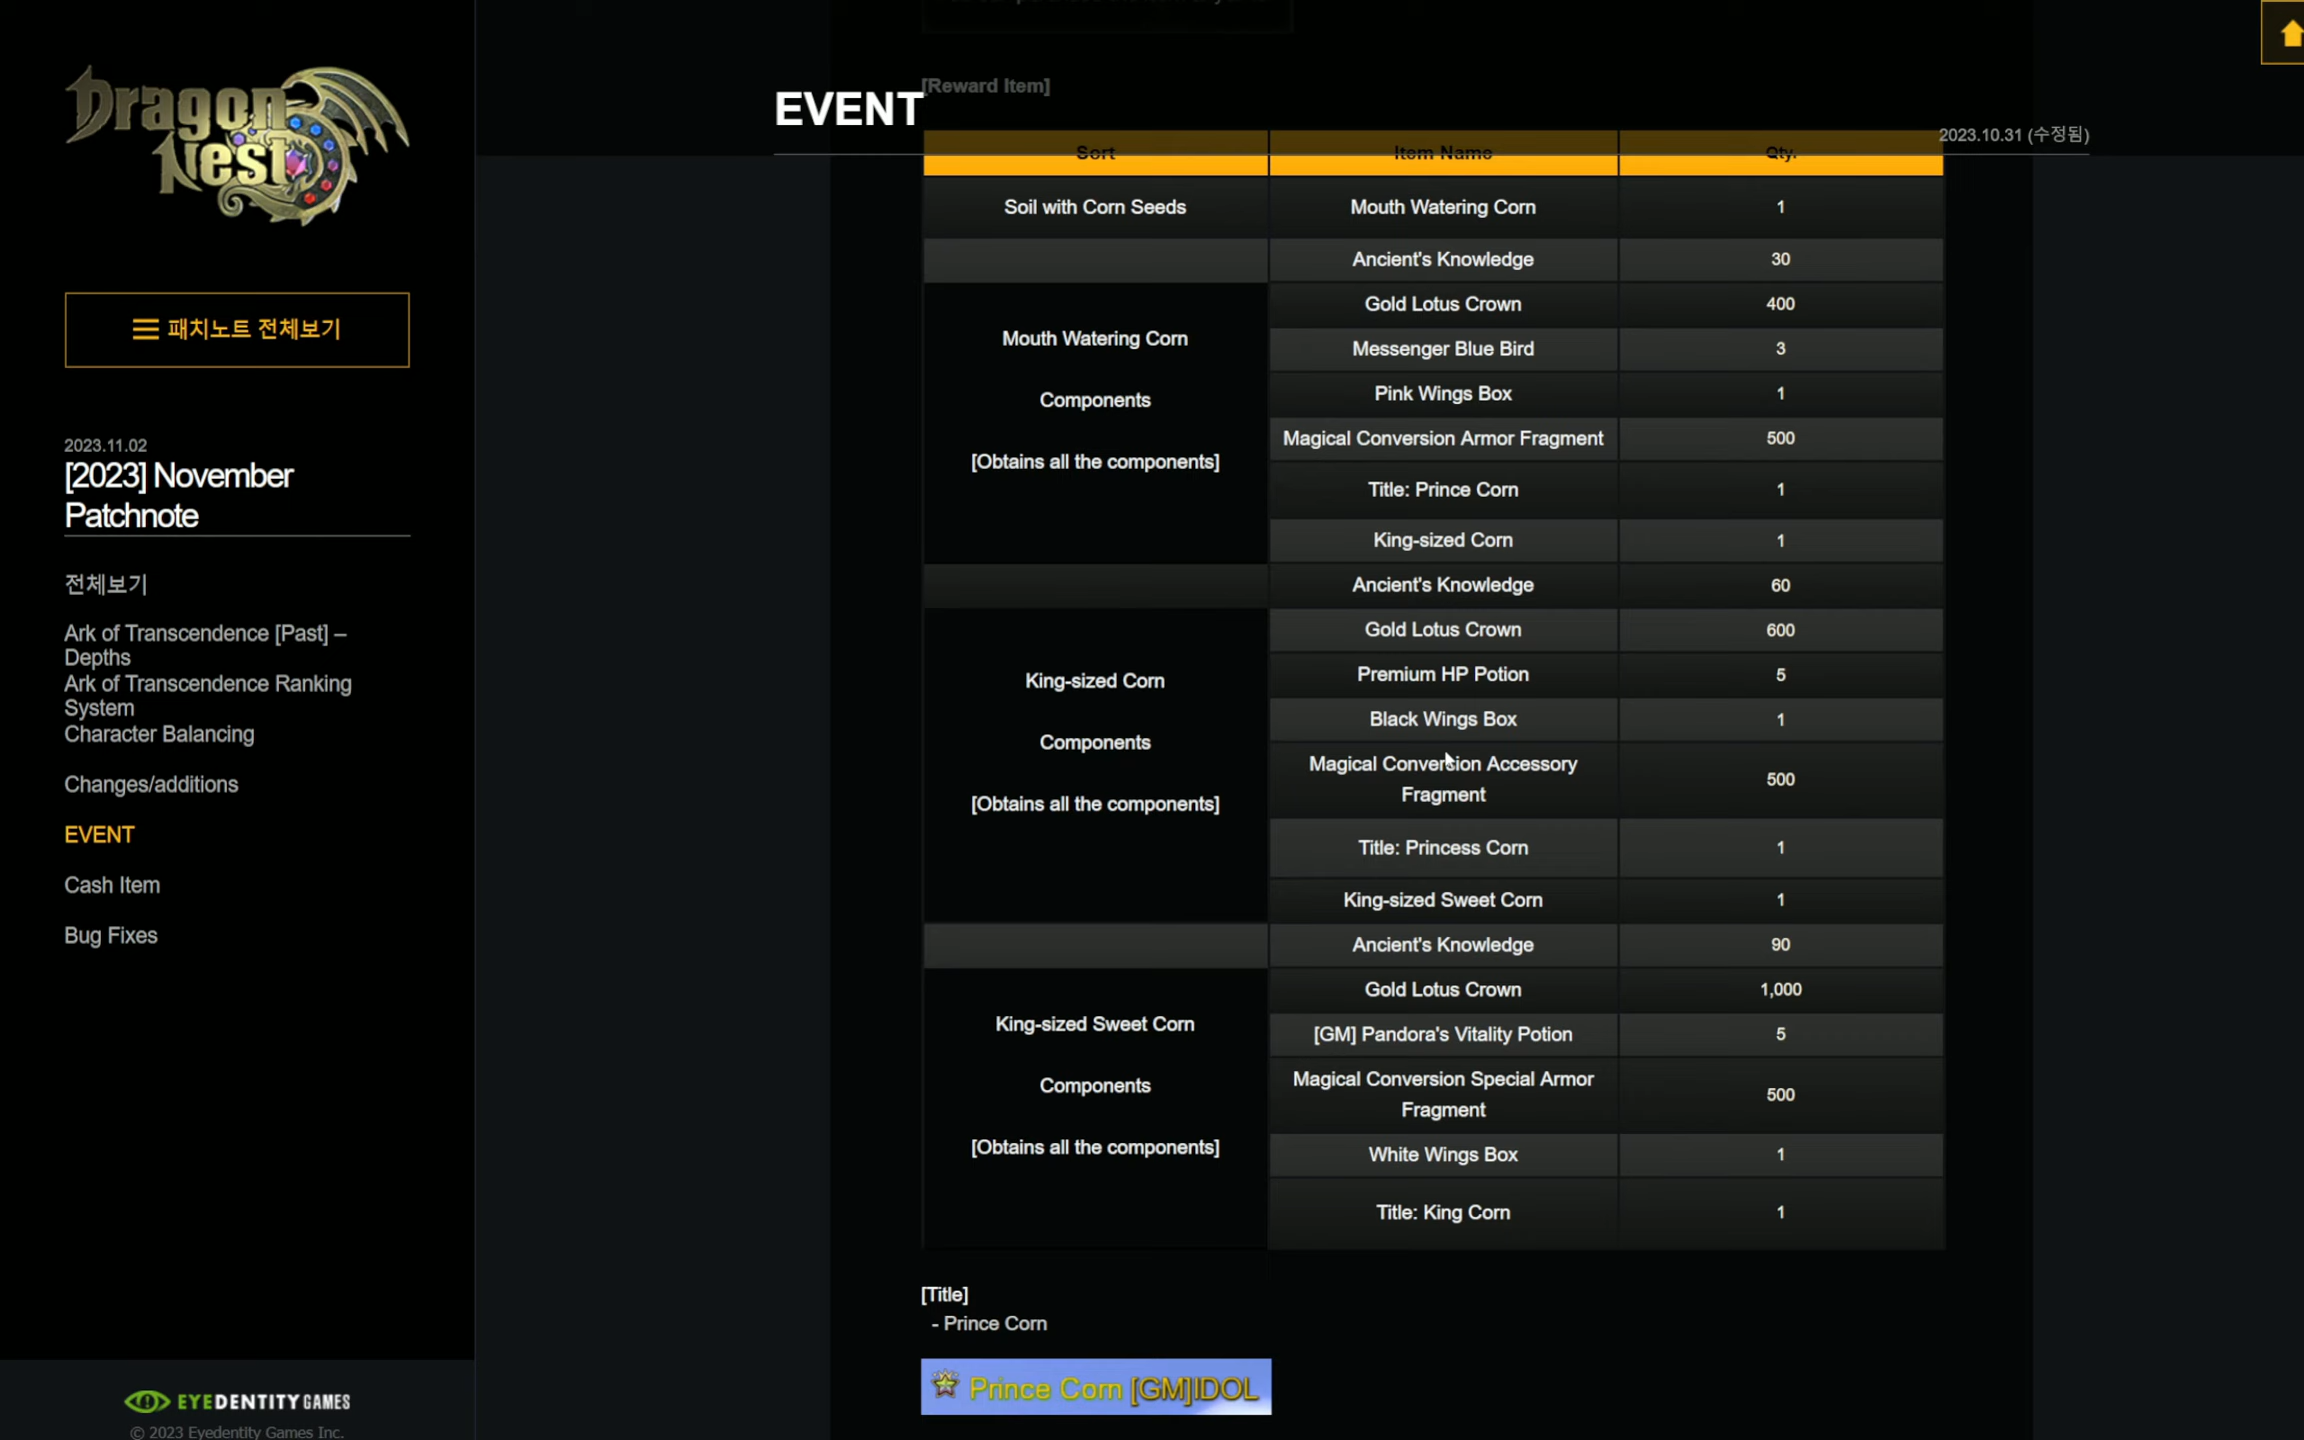 Dragon
Nest
패치노트 전체보기
2023.11.02
[2023] November
Patchnote
전체보기
Ark of Transcendence [Past] –
Depths
Ark of Transcendence Ranking
System
Character Balancing
Changes/additions
EVENT
Cash Item
Bug Fixes
EYEDENTITY GAMES
© 2023 Eyedentity Games Inc.
[Reward Item]
EVENT
2023.10.31 (수정됨)
Sort Item Name Qty.
Soil with Corn Seeds Mouth Watering Corn 1
Ancient's Knowledge 30
Gold Lotus Crown 400
Mouth Watering Corn
Messenger Blue Bird 3
Pink Wings Box 1
Components
Magical Conversion Armor Fragment 500
[Obtains all the components]
Title: Prince Corn 1
King-sized Corn 1
Ancient's Knowledge 60
Gold Lotus Crown 600
King-sized Corn
Premium HP Potion 5
Black Wings Box 1
Components
Magical Conversion Accessory
Fragment 500
[Obtains all the components]
Title: Princess Corn 1
King-sized Sweet Corn 1
Ancient's Knowledge 90
Gold Lotus Crown 1,000
King-sized Sweet Corn
[GM] Pandora's Vitality Potion 5
Components
Magical Conversion Special Armor
Fragment 500
[Obtains all the components]
White Wings Box 1
Title: King Corn 1
[Title]
- Prince Corn
Prince Corn [GM]IDOL